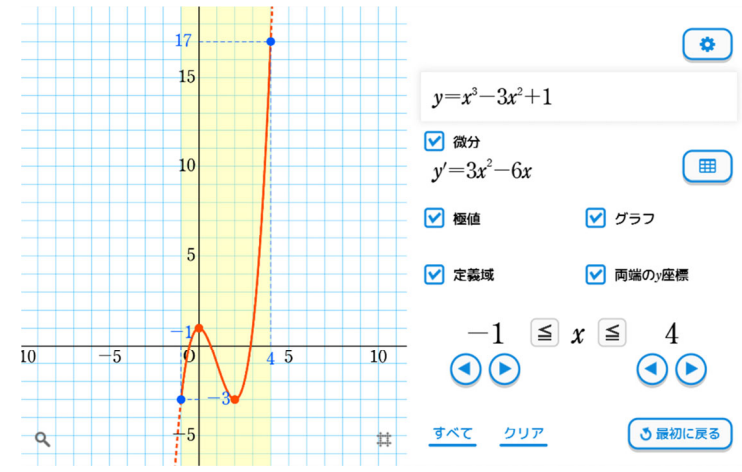 17
15
10
5
−1
10 −5 O 4 5 10
−3
−5
y=x³−3x²+1
微分
y′=3x²−6x
極値 グラフ
定義域 両端のy座標
−1 ≦ x ≦ 4
すべて クリア 最初に戻る